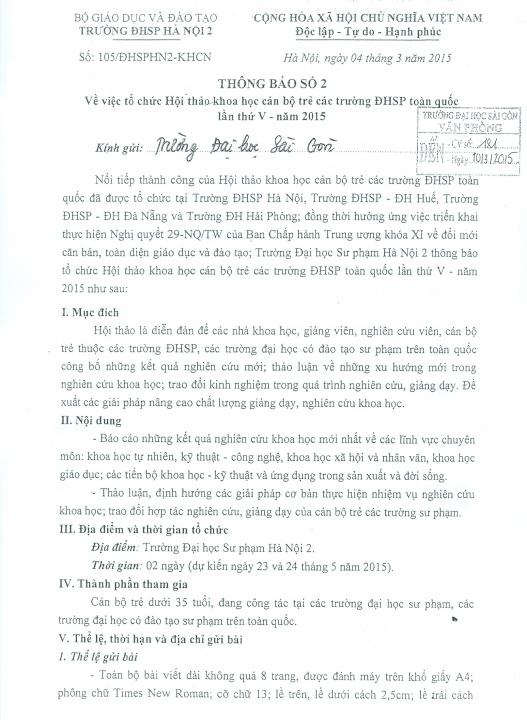 BỘ GIÁO DỤC VÀ ĐÀO TẠO
TRƯỜNG ĐHSP HÀ NỘI 2
CỘNG HÒA XÃ HỘI CHỦ NGHĨA VIỆT NAM
Độc lập - Tự do - Hạnh phúc
Số: 105/ĐHSPHN2-KHCN
Hà Nội, ngày 04 tháng 3 năm 2015
THÔNG BÁO SỐ 2
Về việc tổ chức Hội thảo khoa học cán bộ trẻ các trường ĐHSP toàn quốc
lần thứ V - năm 2015
TRƯỜNG ĐẠI HỌC SÀI GÒN
VĂN PHÒNG
ĐẾN
CV số: 181
Ngày 10/3/2015
Kính gửi: Trường Đại học Sài Gòn
Nối tiếp thành công của Hội thảo khoa học cán bộ trẻ các trường ĐHSP toàn
quốc đã được tổ chức tại Trường ĐHSP Hà Nội, Trường ĐHSP - ĐH Huế, Trường
ĐHSP - ĐH Đà Nẵng và Trường ĐH Hải Phòng; đồng thời hưởng ứng việc triển khai
thực hiện Nghị quyết 29-NQ/TW của Ban Chấp hành Trung ương khóa XI về đổi mới
căn bản, toàn diện giáo dục và đào tạo; Trường Đại học Sư phạm Hà Nội 2 thông báo
tổ chức Hội thảo khoa học cán bộ trẻ các trường ĐHSP toàn quốc lần thứ V - năm
2015 như sau:
I. Mục đích
Hội thảo là diễn đàn để các nhà khoa học, giảng viên, nghiên cứu viên, cán bộ
trẻ thuộc các trường ĐHSP, các trường đại học có đào tạo sư phạm trên toàn quốc
công bố những kết quả nghiên cứu mới; thảo luận về những xu hướng mới trong
nghiên cứu khoa học; trao đổi kinh nghiệm trong quá trình nghiên cứu, giảng dạy. Đề
xuất các giải pháp nâng cao chất lượng giảng dạy, nghiên cứu khoa học.
II. Nội dung
- Báo cáo những kết quả nghiên cứu khoa học mới nhất về các lĩnh vực chuyên
môn: khoa học tự nhiên, kỹ thuật - công nghệ, khoa học xã hội và nhân văn, khoa học
giáo dục; các tiến bộ khoa học - kỹ thuật và ứng dụng trong sản xuất và đời sống.
- Thảo luận, định hướng các giải pháp cơ bản thực hiện nhiệm vụ nghiên cứu
khoa học; trao đổi hợp tác nghiên cứu, giảng dạy của cán bộ trẻ các trường sư phạm.
III. Địa điểm và thời gian tổ chức
Địa điểm: Trường Đại học Sư phạm Hà Nội 2.
Thời gian: 02 ngày (dự kiến ngày 23 và 24 tháng 5 năm 2015).
IV. Thành phần tham gia
Cán bộ trẻ dưới 35 tuổi, đang công tác tại các trường đại học sư phạm, các
trường đại học có đào tạo sư phạm trên toàn quốc.
V. Thể lệ, thời hạn và địa chỉ gửi bài
1. Thể lệ gửi bài
- Toàn bộ bài viết dài không quá 8 trang, được đánh máy trên khổ giấy A4;
phông chữ Times New Roman; cỡ chữ 13; lề trên, lề dưới cách 2,5cm; lề trái cách